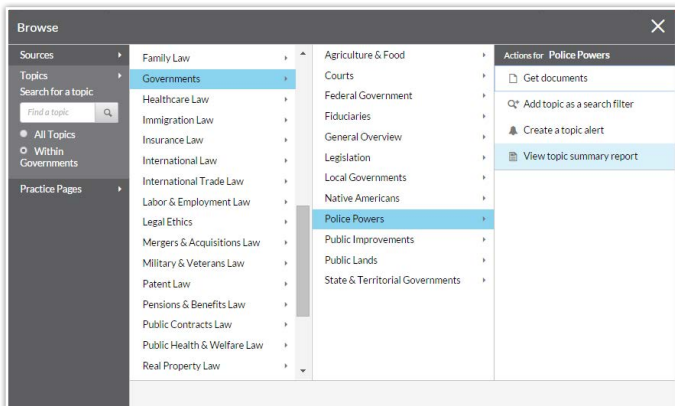 Browse
Sources
Topics
Search for a topic
Find a topic
All Topics
Within
Governments
Practice Pages
Family Law
Governments
Healthcare Law
Immigration Law
Insurance Law
International Law
International Trade Law
Labor & Employment Law
Legal Ethics
Mergers & Acquisitions Law
Military & Veterans Law
Patent Law
Pensions & Benefits Law
Public Contracts Law
Public Health & Welfare Law
Real Property Law
Agriculture & Food
Courts
Federal Government
Fiduciaries
General Overview
Legislation
Local Governments
Native Americans
Police Powers
Public Improvements
Public Lands
State & Territorial Governments
Actions for Police Powers
Get documents
Add topic as a search filter
Create a topic alert
View topic summary report